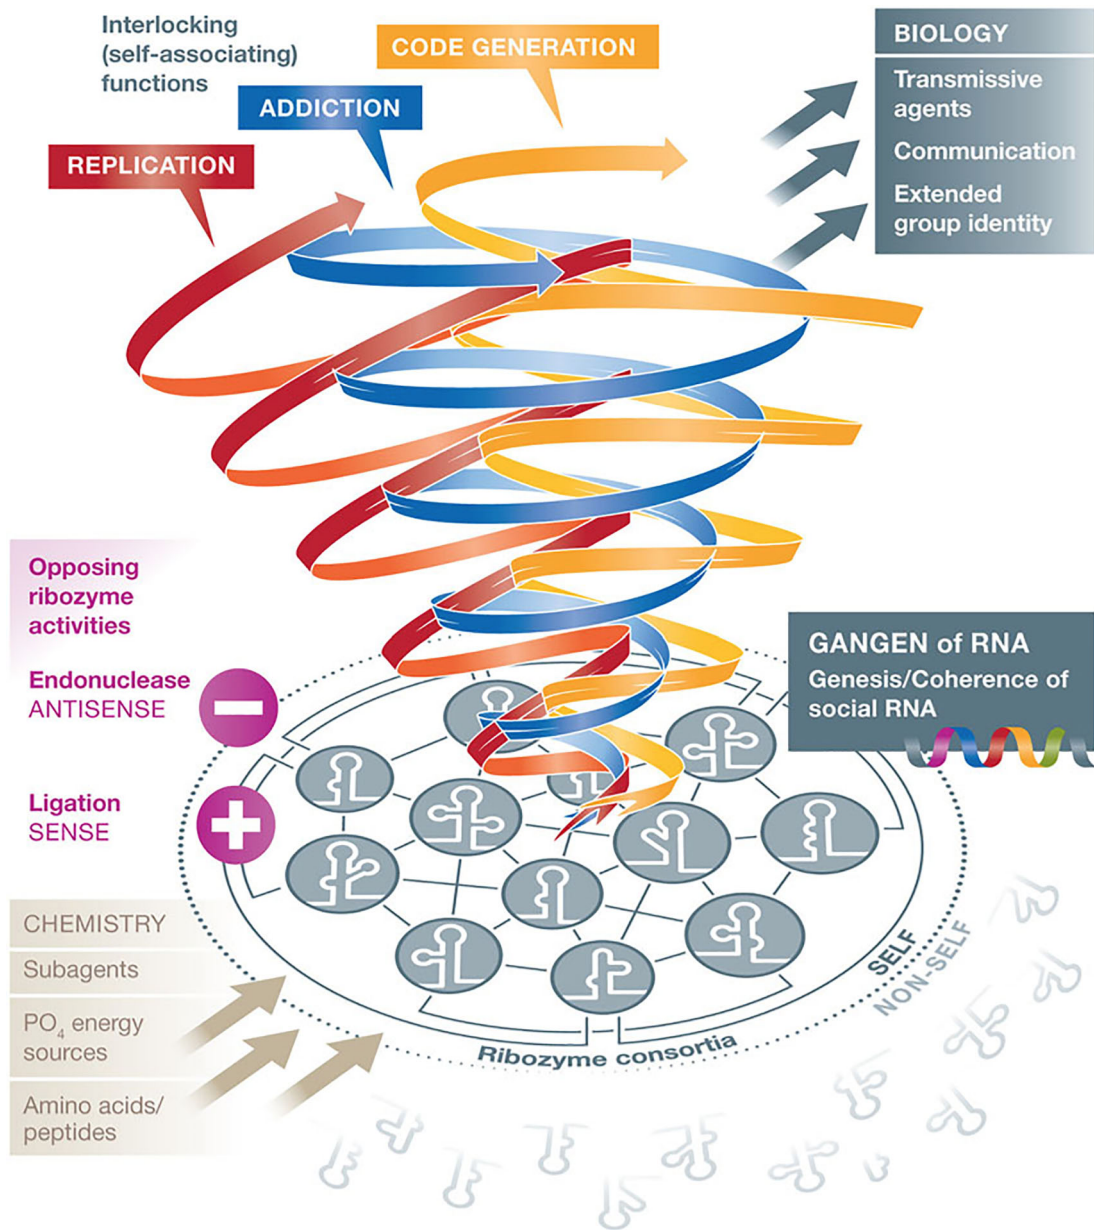 Interlocking
(self-associating)
functions
CODE GENERATION
ADDICTION
REPLICATION
BIOLOGY
Transmissive
agents
Communication
Extended
group identity
Opposing
ribozyme
activities
Endonuclease
ANTISENSE
Ligation
SENSE
GANGEN of RNA
Genesis/Coherence of
social RNA
CHEMISTRY
Subagents
PO₄ energy
sources
Amino acids/
peptides
SELF
NON-SELF
Ribozyme consortia